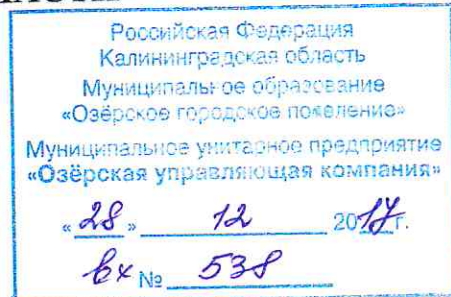 Российская Федерация
Калининградская область
Муниципальное образование
«Озёрское городское поселение»
Муниципальное унитарное предприятие
«Озёрская управляющая компания»
«28» 12 2017г.
вх № 538